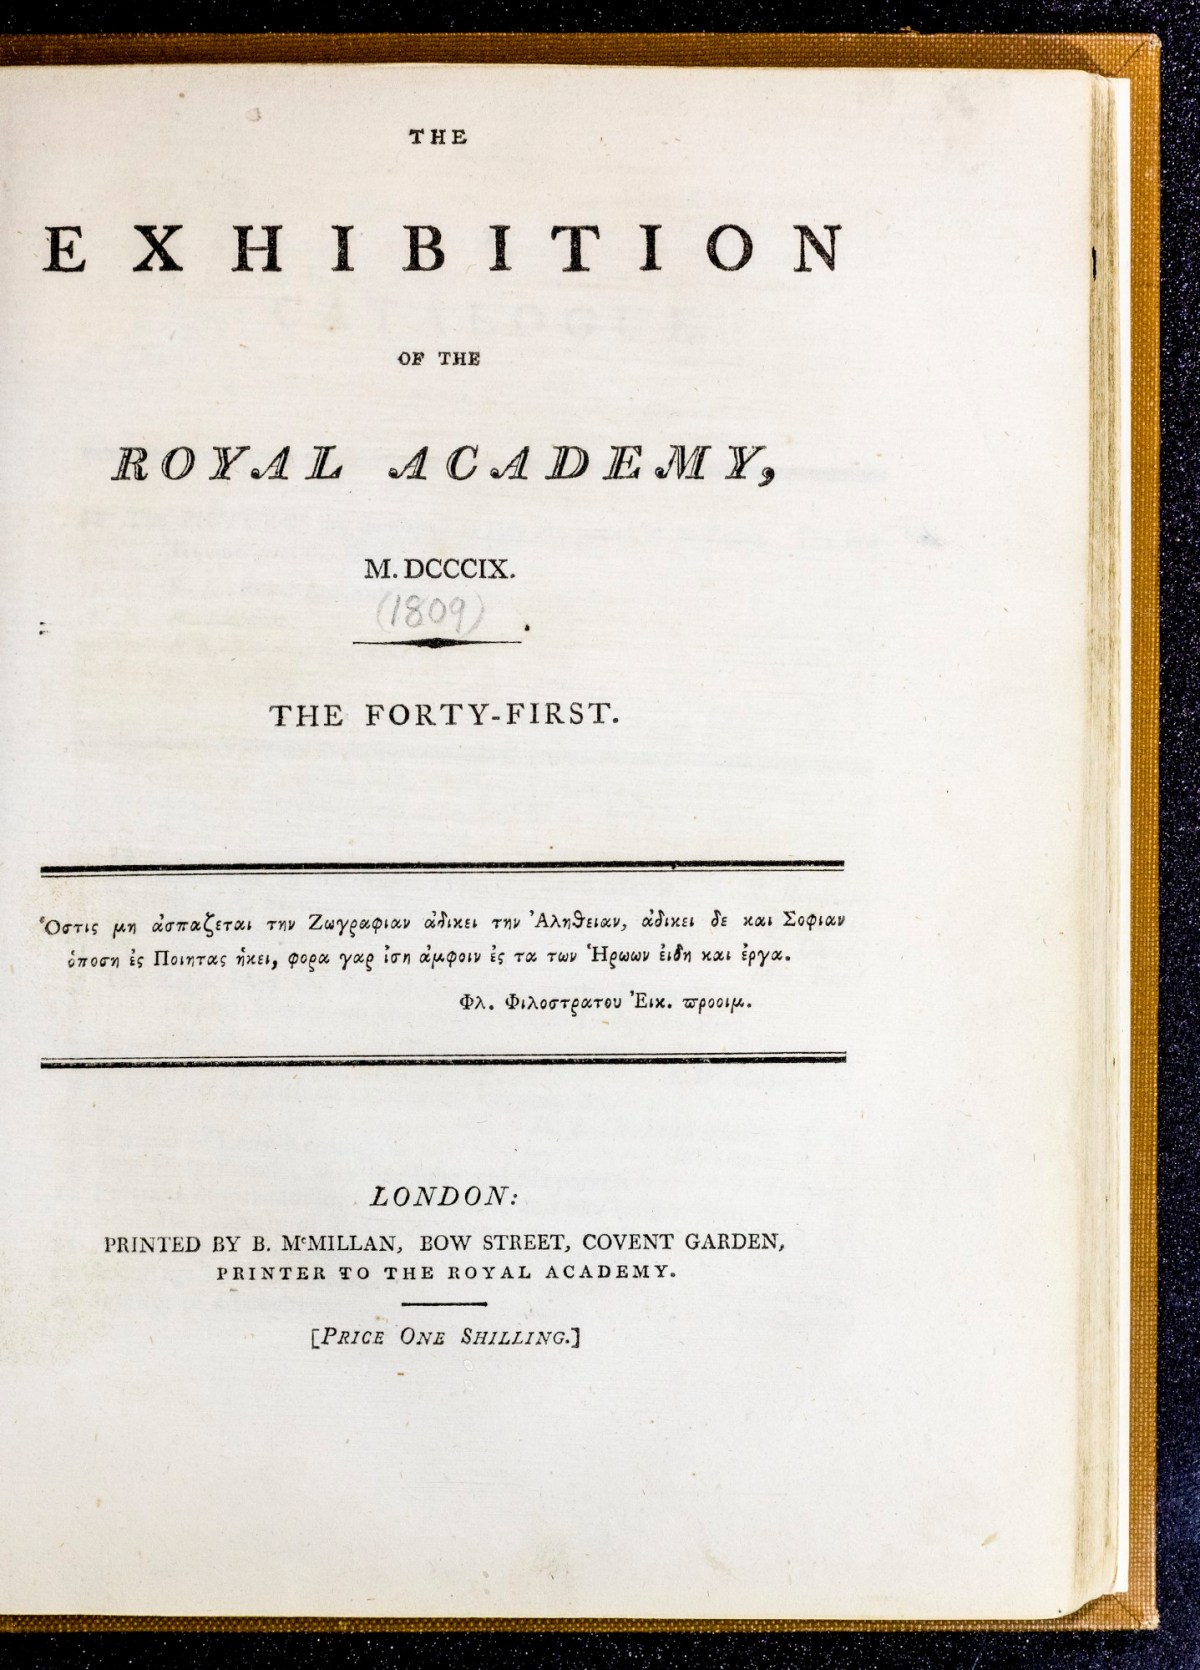 THE
EXHIBITION
OF THE
ROYAL ACADEMY,
M. DCCCIX.
(1809)
THE FORTY-FIRST.
Ὁστις μη ἀσπαζεται την Ζωγραφιαν ἀδικει την Ἀληθειαν, ἀδικει δε και Σοφιαν
ὁποση ἐς Ποιητας ἡκει, φορα γαρ ἰση ἀμφοιν ἐς τα των Ἡρωων ἐιδη και ἐργα.
Φλ. Φιλοστρατου Ἐικ. προοιμ.
LONDON:
PRINTED BY B. MᶜMILLAN, BOW STREET, COVENT GARDEN,
PRINTER TO THE ROYAL ACADEMY.
[PRICE ONE SHILLING.]